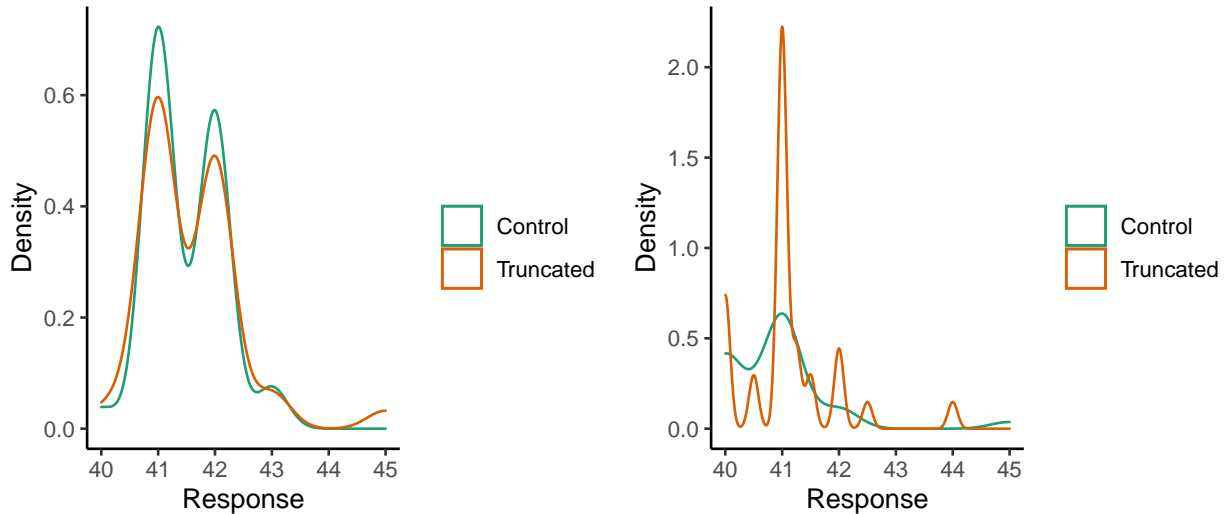 Density
0.6
0.4
0.2
0.0
40 41 42 43 44 45
Response
Control
Truncated
Density
2.0
1.5
1.0
0.5
0.0
40 41 42 43 44 45
Response
Control
Truncated